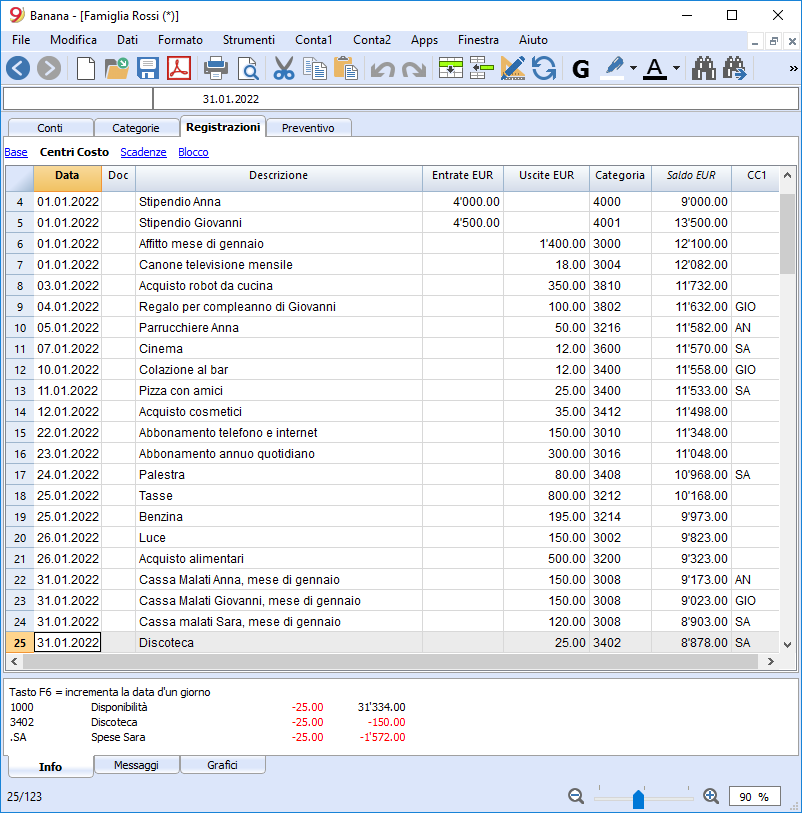 Banana - [Famiglia Rossi (*)]
File Modifica Dati Formato Strumenti Conta1 Conta2 Apps Finestra Aiuto
G A »
31.01.2022
Conti Categorie Registrazioni Preventivo
Base Centri Costo Scadenze Blocco
Data Doc Descrizione Entrate EUR Uscite EUR Categoria Saldo EUR CC1
4 01.01.2022 Stipendio Anna 4'000.00 4000 9'000.00
5 01.01.2022 Stipendio Giovanni 4'500.00 4001 13'500.00
6 01.01.2022 Affitto mese di gennaio 1'400.00 3000 12'100.00
7 01.01.2022 Canone televisione mensile 18.00 3004 12'082.00
8 03.01.2022 Acquisto robot da cucina 350.00 3810 11'732.00
9 04.01.2022 Regalo per compleanno di Giovanni 100.00 3802 11'632.00 GIO
10 05.01.2022 Parrucchiere Anna 50.00 3216 11'582.00 AN
11 07.01.2022 Cinema 12.00 3600 11'570.00 SA
12 10.01.2022 Colazione al bar 12.00 3400 11'558.00 GIO
13 11.01.2022 Pizza con amici 25.00 3400 11'533.00 SA
14 12.01.2022 Acquisto cosmetici 35.00 3412 11'498.00
15 22.01.2022 Abbonamento telefono e internet 150.00 3010 11'348.00
16 23.01.2022 Abbonamento annuo quotidiano 300.00 3016 11'048.00
17 24.01.2022 Palestra 80.00 3408 10'968.00 SA
18 25.01.2022 Tasse 800.00 3212 10'168.00
19 25.01.2022 Benzina 195.00 3214 9'973.00
20 26.01.2022 Luce 150.00 3002 9'823.00
21 26.01.2022 Acquisto alimentari 500.00 3200 9'323.00
22 31.01.2022 Cassa Malati Anna, mese di gennaio 150.00 3008 9'173.00 AN
23 31.01.2022 Cassa Malati Giovanni, mese di gennaio 150.00 3008 9'023.00 GIO
24 31.01.2022 Cassa malati Sara, mese di gennaio 120.00 3008 8'903.00 SA
25 31.01.2022 Discoteca 25.00 3402 8'878.00 SA
Tasto F6 = incrementa la data d'un giorno
1000 Disponibilità -25.00 31'334.00
3402 Discoteca -25.00 -150.00
.SA Spese Sara -25.00 -1'572.00
Info Messaggi Grafici
25/123 90 %